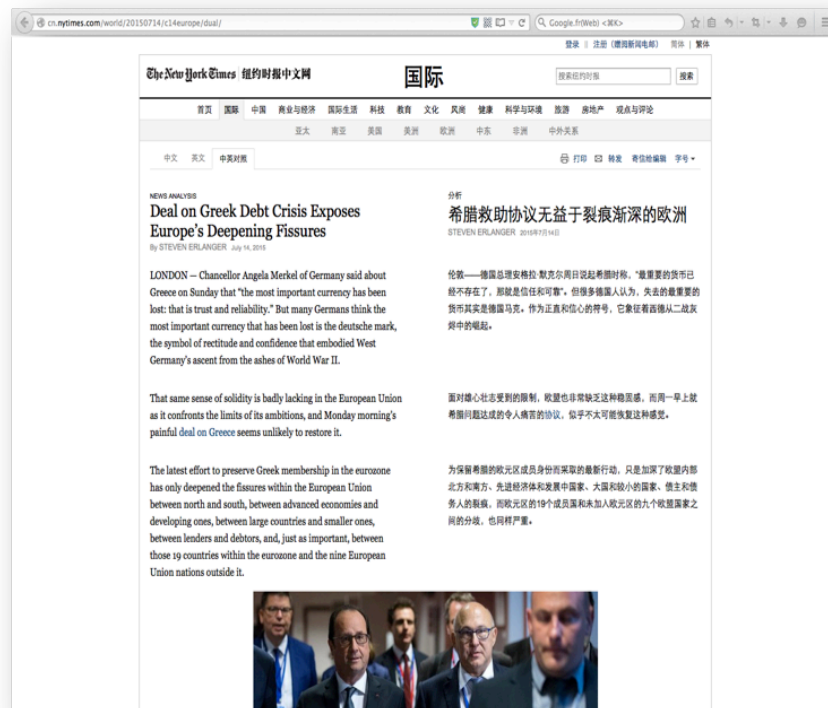 cn.nytimes.com/world/20150714/c14europe/dual/
Google.fr(Web) <⌘K>
登录 | 注册 (赠阅新闻电邮) 简体 | 繁体
The New York Times 纽约时报中文网
国际
搜索纽约时报
搜索
首页 国际 中国 商业与经济 国际生活 科技 教育 文化 风尚 健康 科学与环境 旅游 房地产 观点与评论
亚太 南亚 美国 美洲 欧洲 中东 非洲 中外关系
中文 英文 中英对照
打印 转发 寄信给编辑 字号
NEWS ANALYSIS
Deal on Greek Debt Crisis Exposes
Europe's Deepening Fissures
By STEVEN ERLANGER July 14, 2015
分析
希腊救助协议无益于裂痕渐深的欧洲
STEVEN ERLANGER 2015年7月14日
LONDON — Chancellor Angela Merkel of Germany said about
Greece on Sunday that “the most important currency has been
lost: that is trust and reliability.” But many Germans think the
most important currency that has been lost is the deutsche mark,
the symbol of rectitude and confidence that embodied West
Germany's ascent from the ashes of World War II.
伦敦——德国总理安格拉·默克尔周日说起希腊时称，“最重要的货币已
经不存在了，那就是信任和可靠”。但很多德国人认为，失去的最重要的
货币其实是德国马克。作为正直和信心的符号，它象征着西德从二战灰
烬中的崛起。
That same sense of solidity is badly lacking in the European Union
as it confronts the limits of its ambitions, and Monday morning's
painful deal on Greece seems unlikely to restore it.
面对雄心壮志受到的限制，欧盟也非常缺乏这种稳固感，而周一早上就
希腊问题达成的令人痛苦的协议，似乎不太可能恢复这种感觉。
The latest effort to preserve Greek membership in the eurozone
has only deepened the fissures within the European Union
between north and south, between advanced economies and
developing ones, between large countries and smaller ones,
between lenders and debtors, and, just as important, between
those 19 countries within the eurozone and the nine European
Union nations outside it.
为保留希腊的欧元区成员身份而采取的最新行动，只是加深了欧盟内部
北方和南方、先进经济体和发展中国家、大国和较小的国家、债主和债
务人的裂痕，而欧元区的19个成员国和未加入欧元区的九个欧盟国家之
间的分歧，也同样严重。